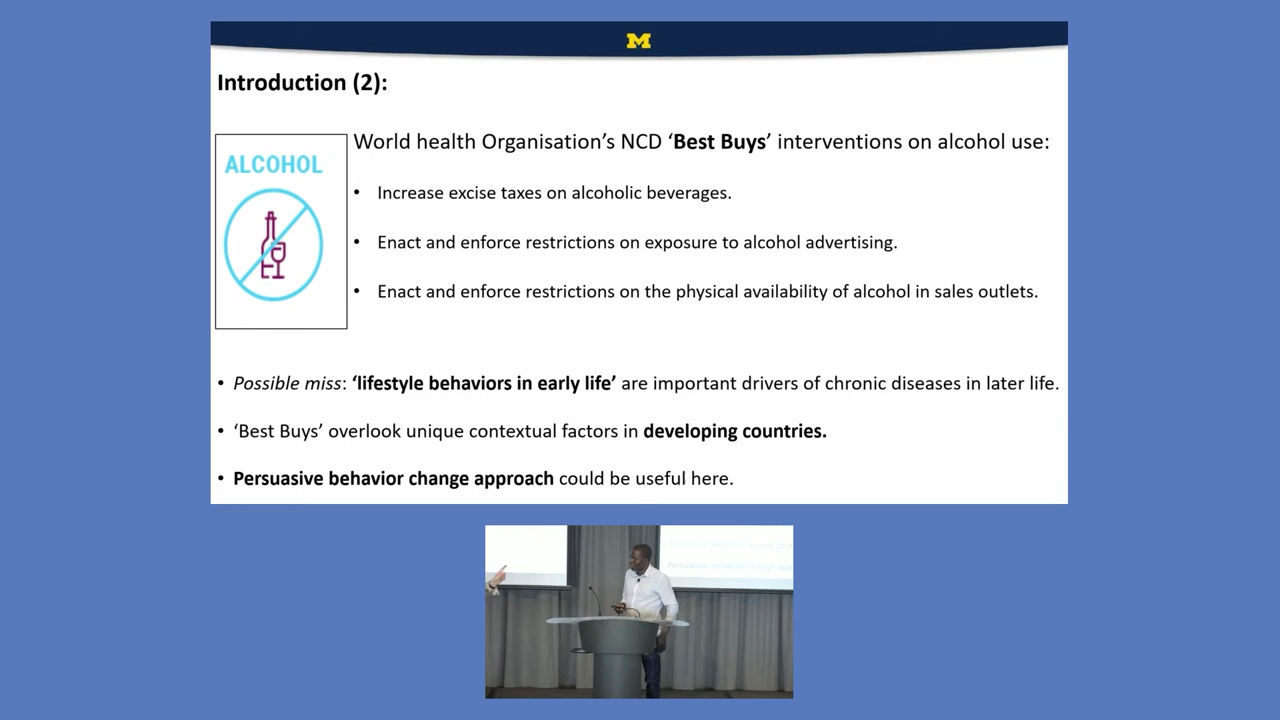 M
Introduction (2):
ALCOHOL
World health Organisation’s NCD ‘Best Buys’ interventions on alcohol use:
• Increase excise taxes on alcoholic beverages.
• Enact and enforce restrictions on exposure to alcohol advertising.
• Enact and enforce restrictions on the physical availability of alcohol in sales outlets.
• Possible miss: ‘lifestyle behaviors in early life’ are important drivers of chronic diseases in later life.
• ‘Best Buys’ overlook unique contextual factors in developing countries.
• Persuasive behavior change approach could be useful here.
Persuasive behavior change